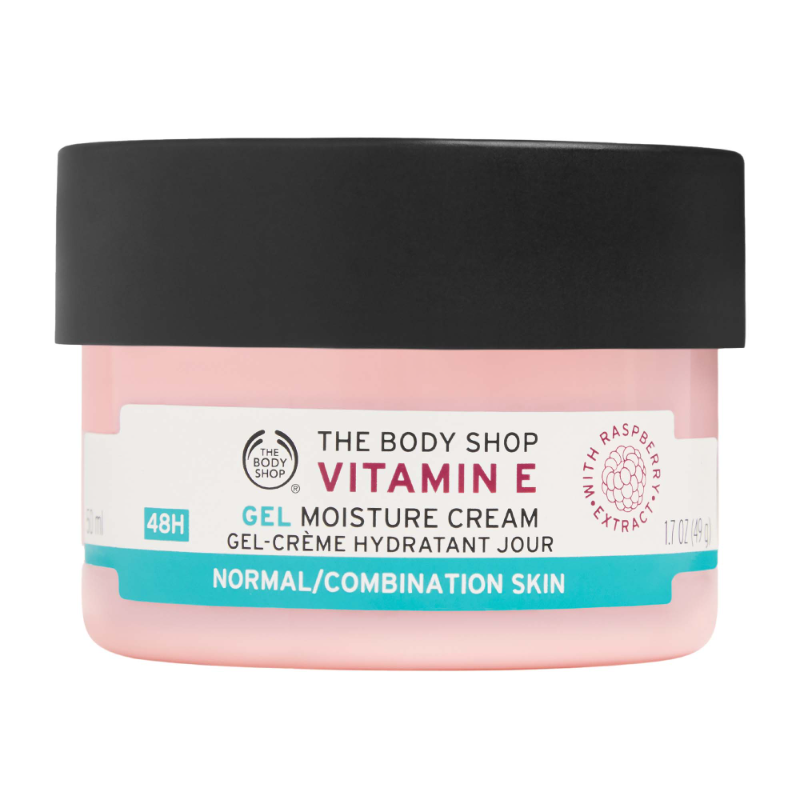 THE BODY SHOP
THE
BODY
SHOP
®
VITAMIN E
GEL MOISTURE CREAM
GEL-CRÈME HYDRATANT JOUR
48H
50 ml
WITH RASPBERRY • EXTRACT •
1.7 OZ (49 g)
NORMAL/COMBINATION SKIN